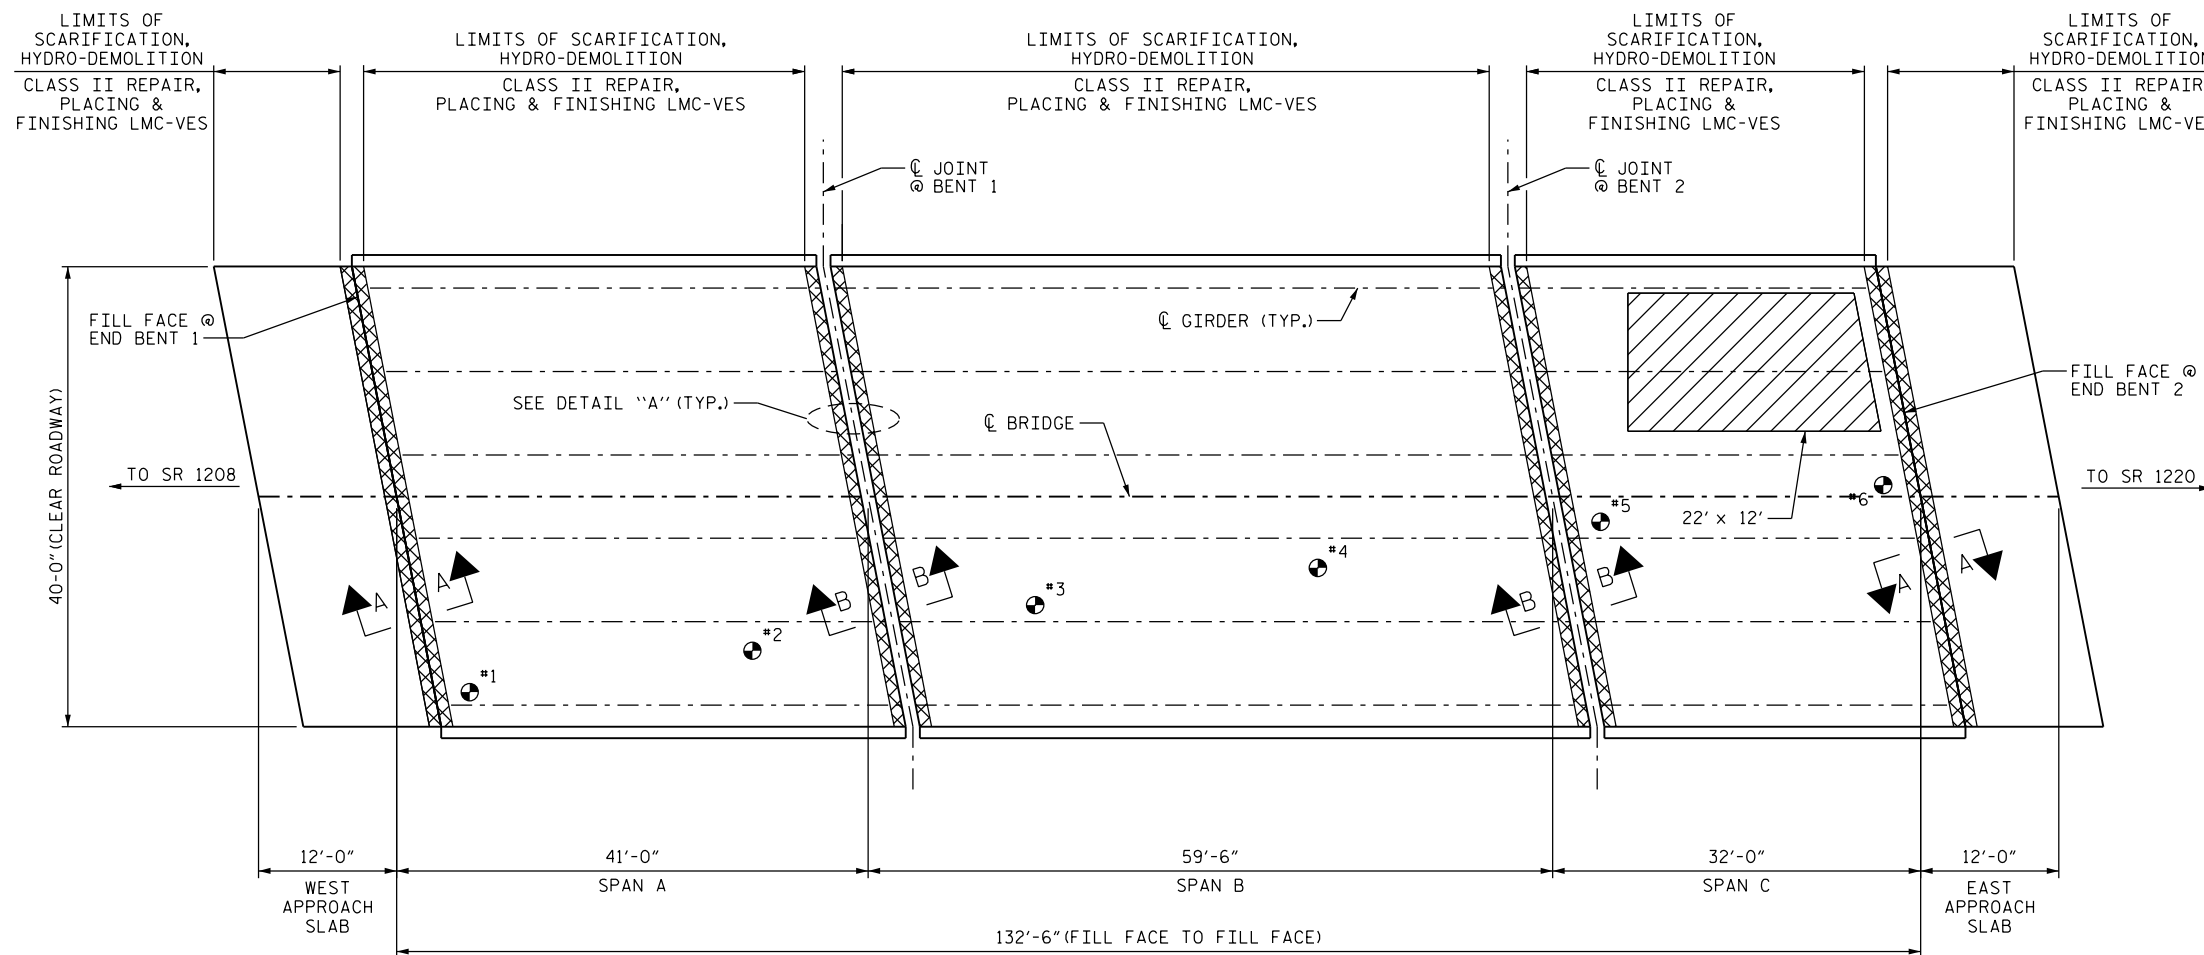 LIMITS OF
SCARIFICATION,
HYDRO-DEMOLITION
CLASS II REPAIR,
PLACING &
FINISHING LMC-VES
LIMITS OF SCARIFICATION,
HYDRO-DEMOLITION
CLASS II REPAIR,
PLACING & FINISHING LMC-VES
LIMITS OF SCARIFICATION,
HYDRO-DEMOLITION
CLASS II REPAIR,
PLACING & FINISHING LMC-VES
LIMITS OF
SCARIFICATION,
HYDRO-DEMOLITION
CLASS II REPAIR,
PLACING &
FINISHING LMC-VES
LIMITS OF
SCARIFICATION,
HYDRO-DEMOLITION
CLASS II REPAIR
PLACING &
FINISHING LMC-VE
℄ JOINT
@ BENT 1
℄ JOINT
@ BENT 2
FILL FACE @
END BENT 1
℄ GIRDER (TYP.)
SEE DETAIL "A" (TYP.)
℄ BRIDGE
FILL FACE @
END BENT 2
40'-0" (CLEAR ROADWAY)
TO SR 1208
TO SR 1220
22' x 12'
#6
#5
#4
#3
#2
#1
A
A
B
B
B
B
A
A
12'-0"
WEST
APPROACH
SLAB
41'-0"
SPAN A
59'-6"
SPAN B
32'-0"
SPAN C
12'-0"
EAST
APPROACH
SLAB
132'-6" (FILL FACE TO FILL FACE)